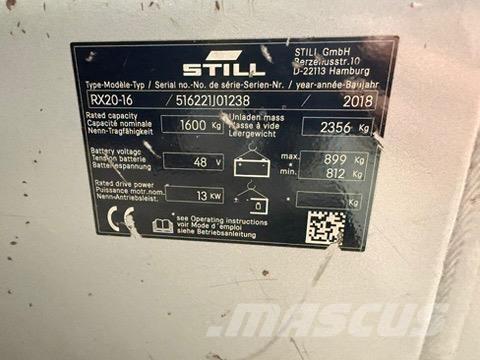 STILL
STILL GmbH
Berzeliusstr.10
D-22113 Hamburg
Type-Modèle-Typ / Serial no.-No. de série-Serien-Nr. / year-année-Baujahr
RX20-16 / 516221J01238 / 2018
Rated capacity
Capacité nominale
Nenn-Tragfähigkeit
1600 Kg
Unladen mass
Masse à vide
Leergewicht
2356 Kg
Battery voltage
Tension batterie
Batteriespannung
48 V
max. 899 Kg
*
min. 812 Kg
Rated drive power
Puissance motr.nom.
Nenn-Antriebsleist.
13 KW
* Kg
CE
*see Operating instructions
voir Mode d'emploi
siehe Betriebsanleitung
MASCUS